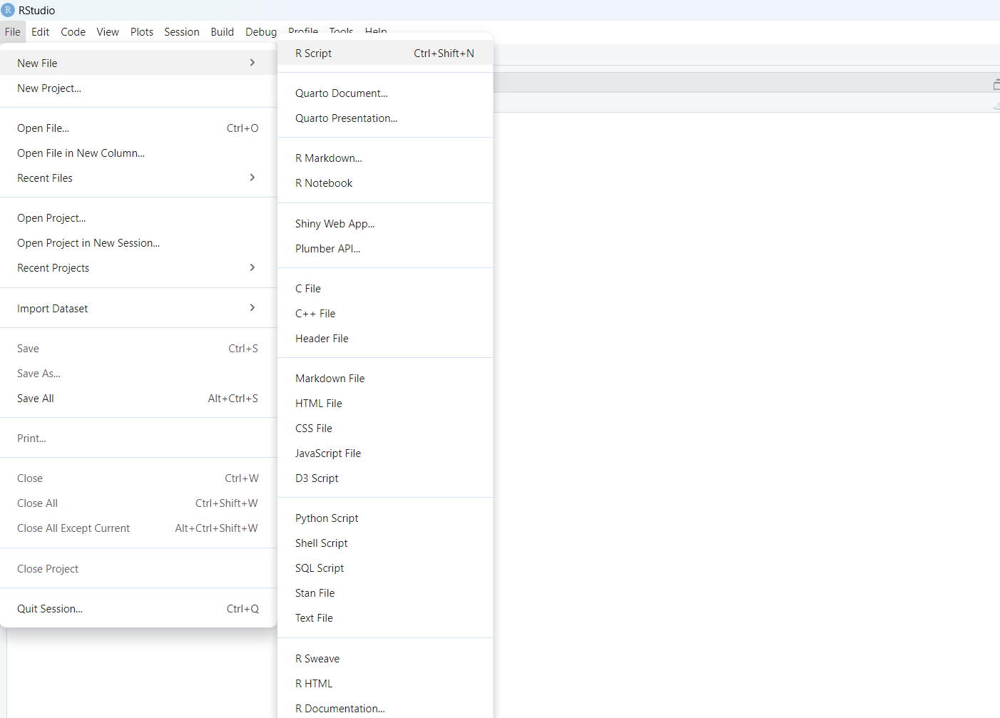 R RStudio
File Edit Code View Plots Session Build Debug Profile Tools Help
New File
New Project...
Open File... Ctrl+O
Open File in New Column...
Recent Files
Open Project...
Open Project in New Session...
Recent Projects
Import Dataset
Save Ctrl+S
Save As...
Save All Alt+Ctrl+S
Print...
Close Ctrl+W
Close All Ctrl+Shift+W
Close All Except Current Alt+Ctrl+Shift+W
Close Project
Quit Session... Ctrl+Q
R Script Ctrl+Shift+N
Quarto Document...
Quarto Presentation...
R Markdown...
R Notebook
Shiny Web App...
Plumber API...
C File
C++ File
Header File
Markdown File
HTML File
CSS File
JavaScript File
D3 Script
Python Script
Shell Script
SQL Script
Stan File
Text File
R Sweave
R HTML
R Documentation...